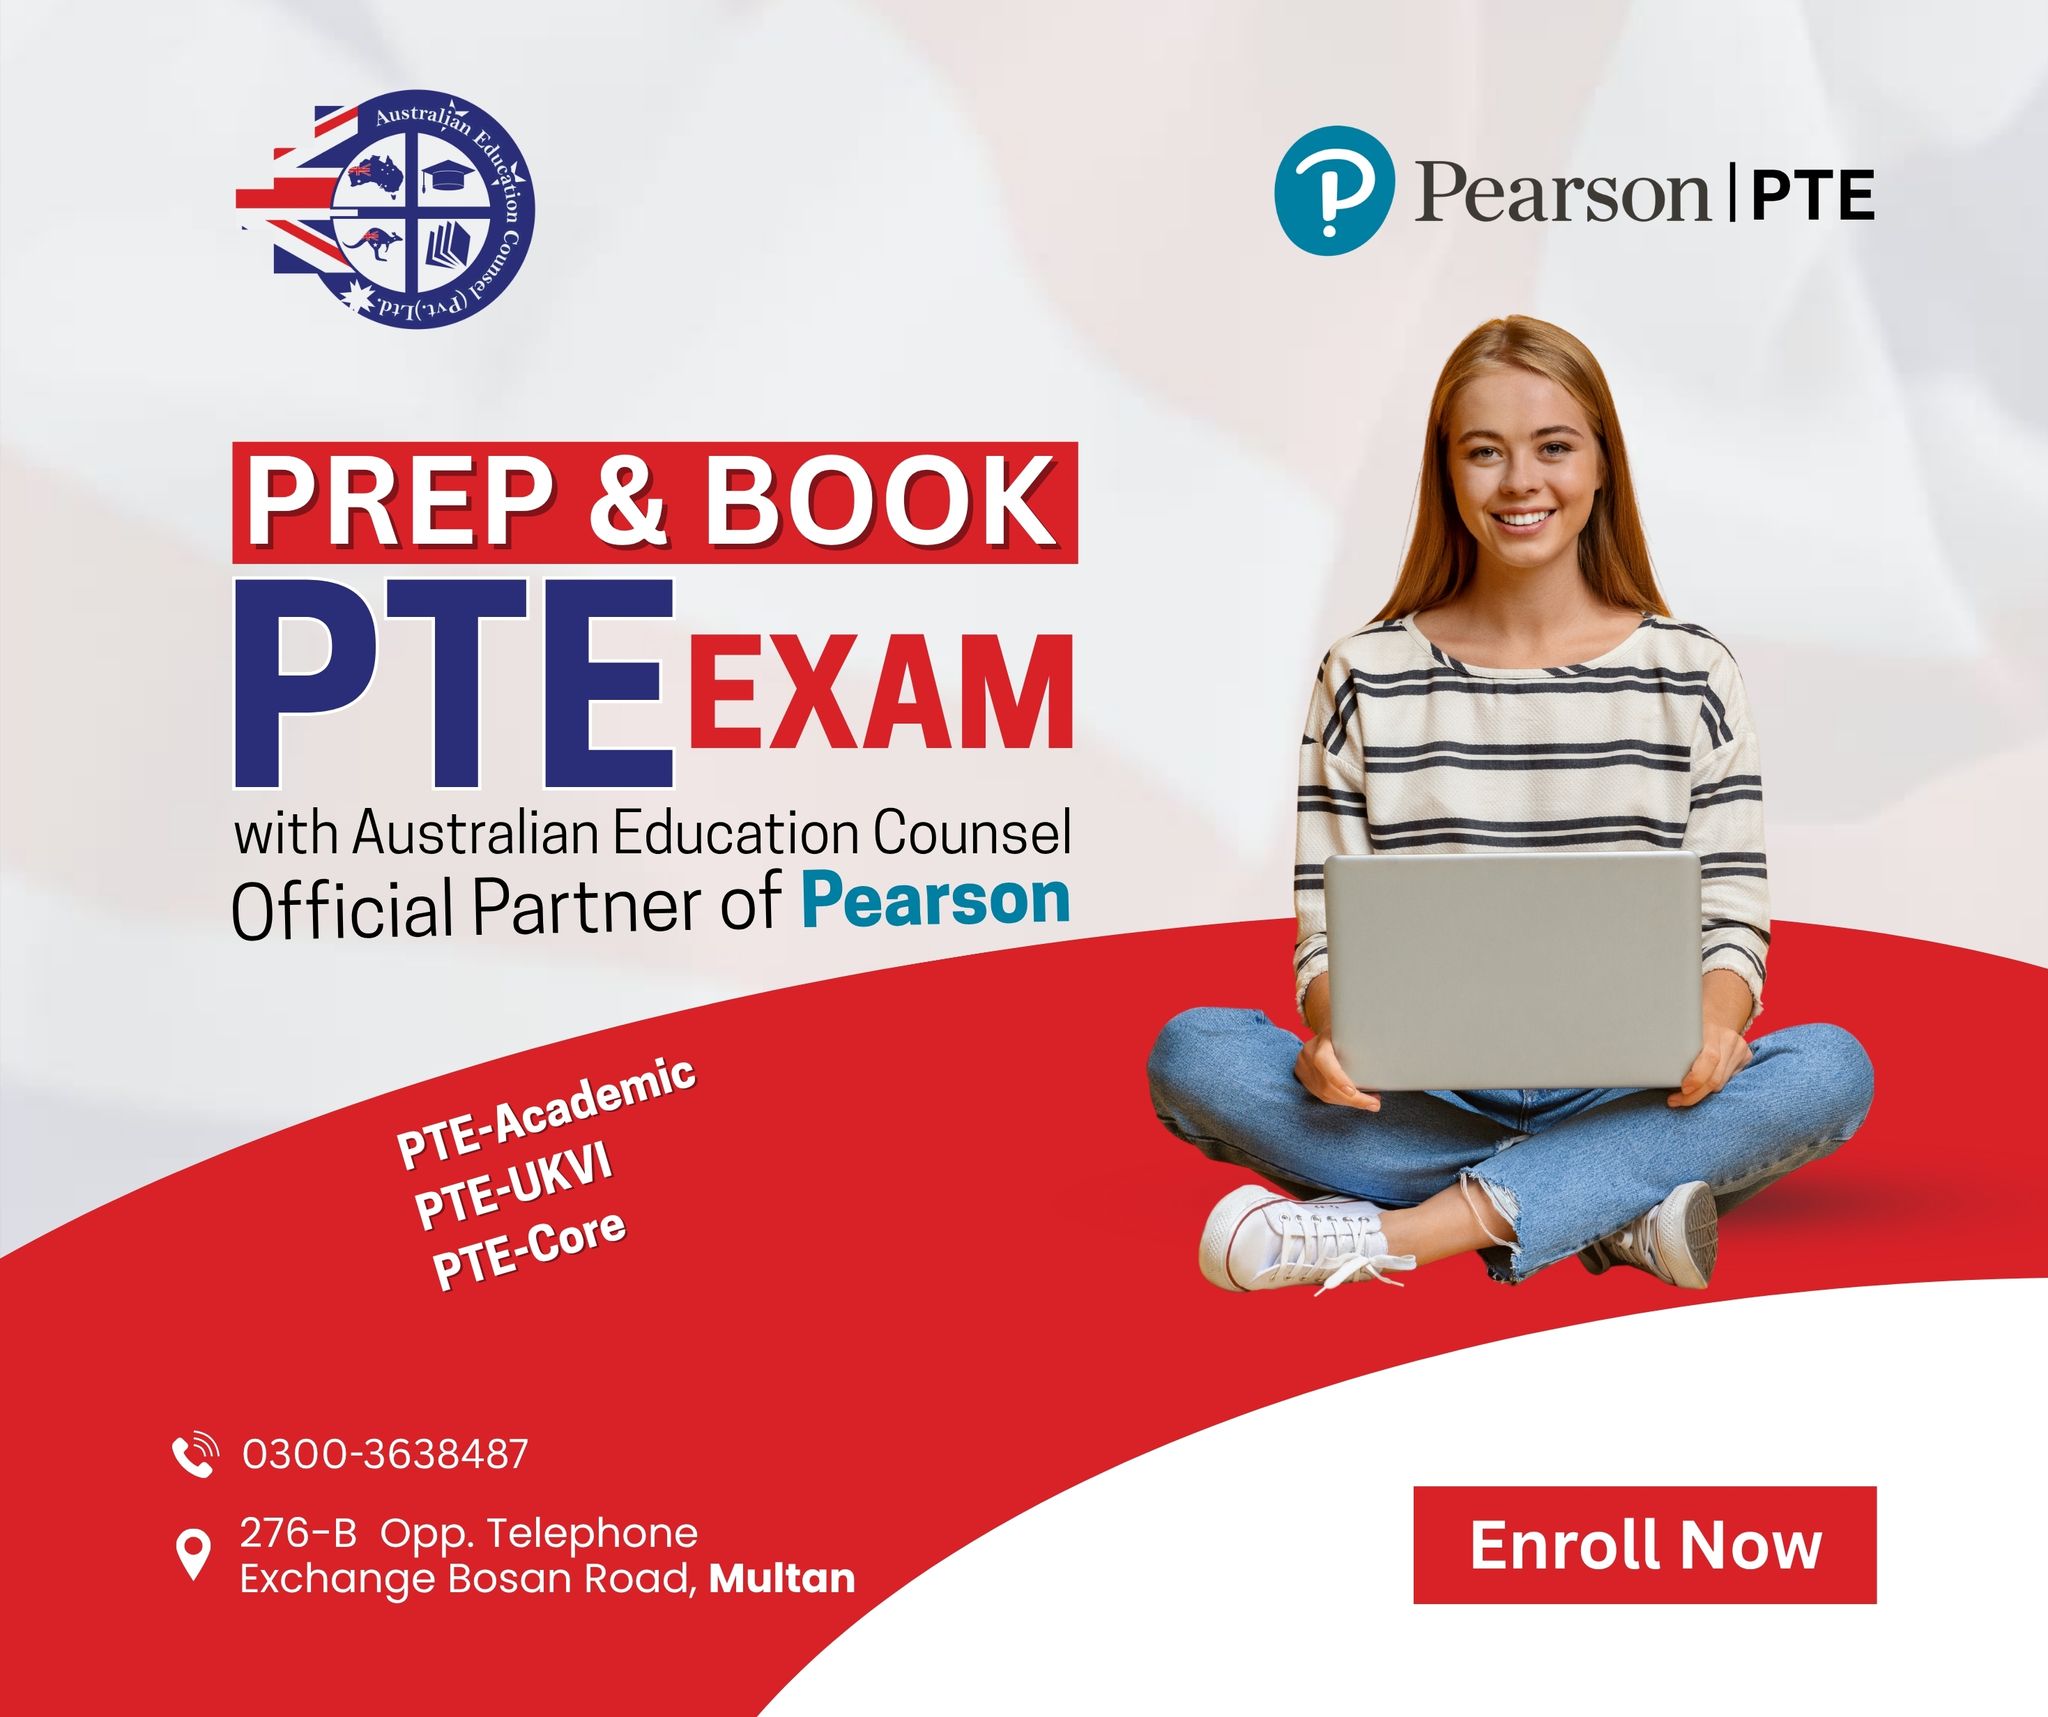 Australian Education Counsel (Pvt.) Ltd.
Pearson | PTE
PREP & BOOK
PTE EXAM
with Australian Education Counsel
Official Partner of Pearson
PTE-Academic
PTE-UKVI
PTE-Core
0300-3638487
276-B Opp. Telephone
Exchange Bosan Road, Multan
Enroll Now